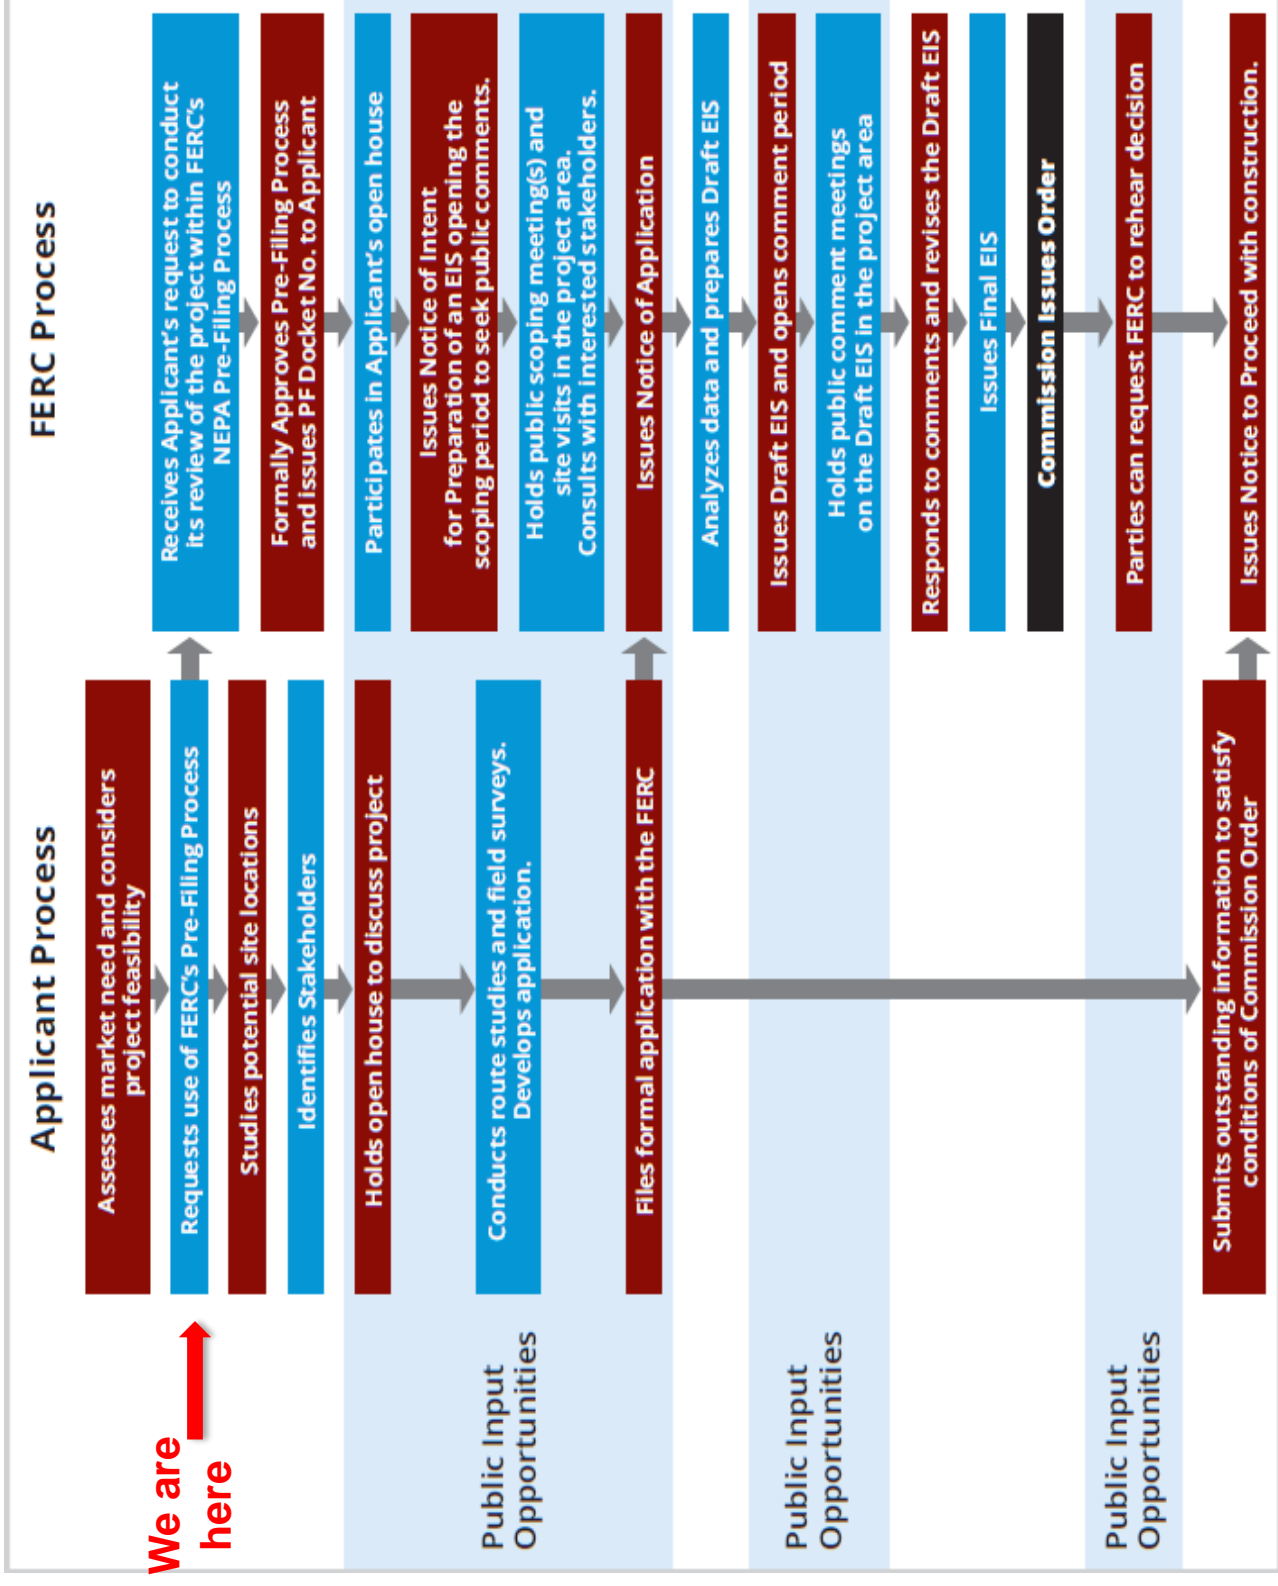 Applicant Process
FERC Process
Assesses market need and considers
project feasibility
We are
here
Requests use of FERC's Pre-Filing Process
Receives Applicant's request to conduct
its review of the project within FERC's
NEPA Pre-Filing Process
Studies potential site locations
Formally Approves Pre-Filing Process
and issues PF Docket No. to Applicant
Identifies Stakeholders
Public Input
Opportunities
Holds open house to discuss project
Participates in Applicant's open house
Issues Notice of Intent
for Preparation of an EIS opening the
scoping period to seek public comments.
Conducts route studies and field surveys.
Develops application.
Holds public scoping meeting(s) and
site visits in the project area.
Consults with interested stakeholders.
Files formal application with the FERC
Issues Notice of Application
Analyzes data and prepares Draft EIS
Public Input
Opportunities
Issues Draft EIS and opens comment period
Holds public comment meetings
on the Draft EIS in the project area
Responds to comments and revises the Draft EIS
Issues Final EIS
Commission Issues Order
Public Input
Opportunities
Parties can request FERC to rehear decision
Submits outstanding information to satisfy
conditions of Commission Order
Issues Notice to Proceed with construction.